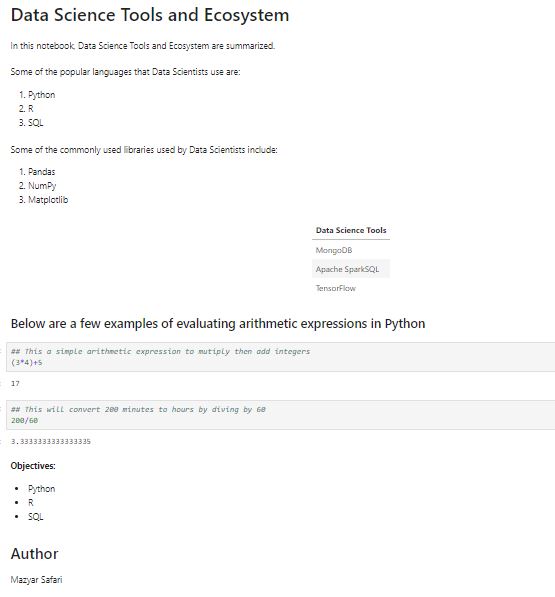 Data Science Tools and Ecosystem
In this notebook, Data Science Tools and Ecosystem are summarized.
Some of the popular languages that Data Scientists use are:
1. Python
2. R
3. SQL
Some of the commonly used libraries used by Data Scientists include:
1. Pandas
2. NumPy
3. Matplotlib
Data Science Tools
MongoDB
Apache SparkSQL
TensorFlow
Below are a few examples of evaluating arithmetic expressions in Python
## This a simple arithmetic expression to mutiply then add integers
(3*4)+5
17
## This will convert 200 minutes to hours by diving by 60
200/60
3.3333333333333335
Objectives:
• Python
• R
• SQL
Author
Mazyar Safari